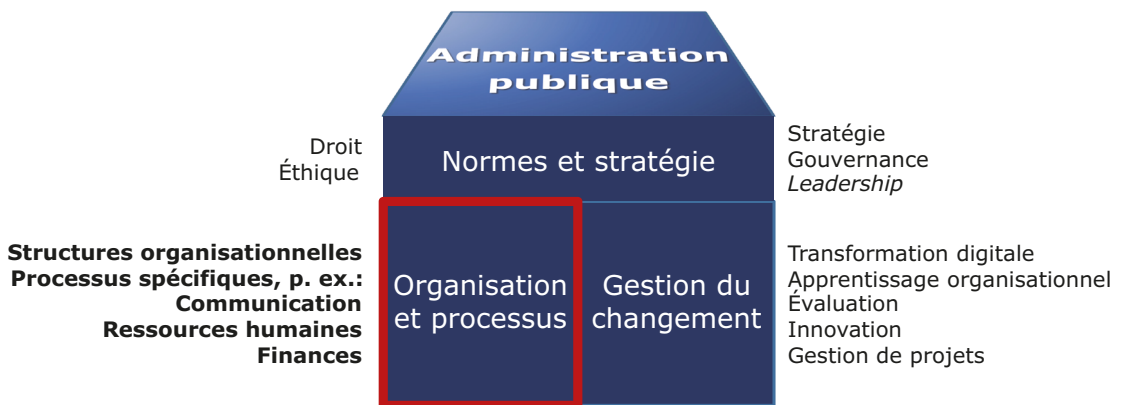 Administration
publique
Droit
Éthique
Normes et stratégie
Stratégie
Gouvernance
Leadership
Structures organisationnelles
Processus spécifiques, p. ex.:
Communication
Ressources humaines
Finances
Organisation
et processus
Gestion du
changement
Transformation digitale
Apprentissage organisationnel
Évaluation
Innovation
Gestion de projets